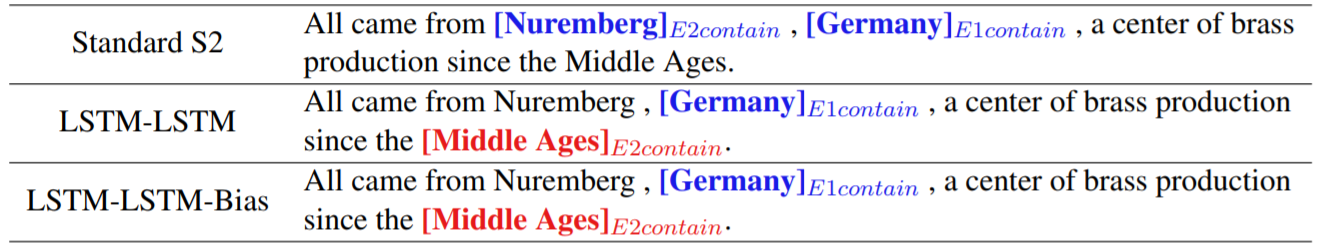 Standard S2
All came from [Nuremberg]E2contain , [Germany]E1contain , a center of brass
production since the Middle Ages.
LSTM-LSTM
All came from Nuremberg , [Germany]E1contain , a center of brass production
since the [Middle Ages]E2contain.
LSTM-LSTM-Bias
All came from Nuremberg , [Germany]E1contain , a center of brass production
since the [Middle Ages]E2contain.